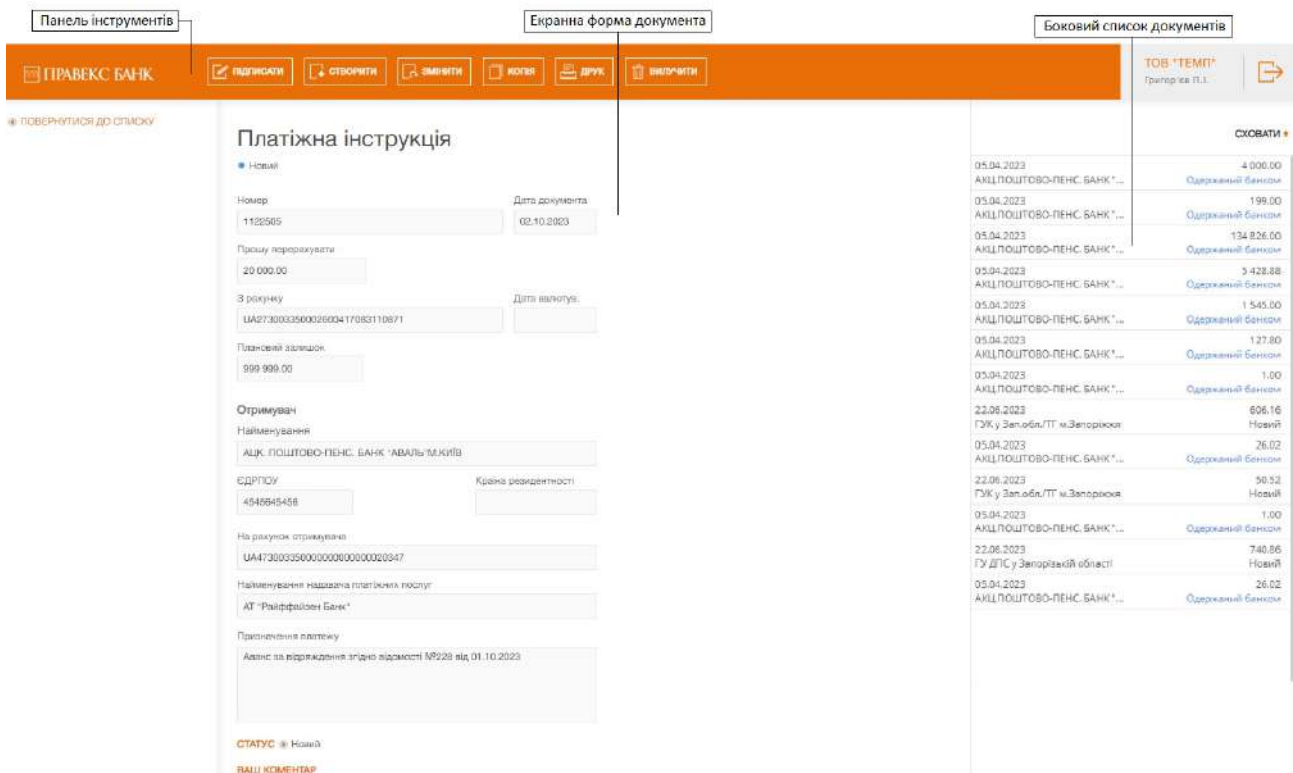 Панель інструментів
Екранна форма документа
Боковий список документів
ПРАВЕКС БАНК
ПІДПИСАТИ
СТВОРИТИ
ЗМІНИТИ
КОПІЯ
ДРУК
ВИЛУЧИТИ
ТОВ "ТЕМП"
Григор'єв П.І.
ПОВЕРНУТИСЯ ДО СПИСКУ
СХОВАТИ
Платіжна інструкція
Новий
Номер
Дата документа
1122505
02.10.2023
Прошу перерахувати
20 000.00
З рахунку
Дата валютув.
UA273003350002600417083110871
Плановий залишок
999 999.00
Отримувач
Найменування
АЦК. ПОШТОВО-ПЕНС. БАНК "АВАЛЬ"М.КИЇВ
ЄДРПОУ
Країна резидентності
4545645456
На рахунок отримувача
Найменування надавача платіжних послуг
АТ "Райффайзен Банк"
Призначення платежу
Аванс за відрядження згідно відомості №228 від 01.10.2023
СТАТУС Новий
ВАШ КОМЕНТАР
05.04.2023 4 000.00
АКЦ.ПОШТОВО-ПЕНС. БАНК "... Одержаний банком
05.04.2023 199.00
АКЦ.ПОШТОВО-ПЕНС. БАНК "... Одержаний банком
05.04.2023 134 826.00
АКЦ.ПОШТОВО-ПЕНС. БАНК "... Одержаний банком
05.04.2023 5 428.88
АКЦ.ПОШТОВО-ПЕНС. БАНК "... Одержаний банком
05.04.2023 1 545.00
АКЦ.ПОШТОВО-ПЕНС. БАНК "... Одержаний банком
05.04.2023 127.80
АКЦ.ПОШТОВО-ПЕНС. БАНК "... Одержаний банком
05.04.2023 1.00
АКЦ.ПОШТОВО-ПЕНС. БАНК "... Одержаний банком
22.06.2023 606.16
ГУК у Зап.обл./ТГ м.Запоріжжя Новий
05.04.2023 26.02
АКЦ.ПОШТОВО-ПЕНС. БАНК "... Одержаний банком
22.06.2023 50.52
ГУК у Зап.обл./ТГ м.Запоріжжя Новий
05.04.2023 1.00
АКЦ.ПОШТОВО-ПЕНС. БАНК "... Одержаний банком
22.06.2023 740.86
ГУ ДПС у Запорізькій області Новий
05.04.2023 26.02
АКЦ.ПОШТОВО-ПЕНС. БАНК "... Одержаний банком